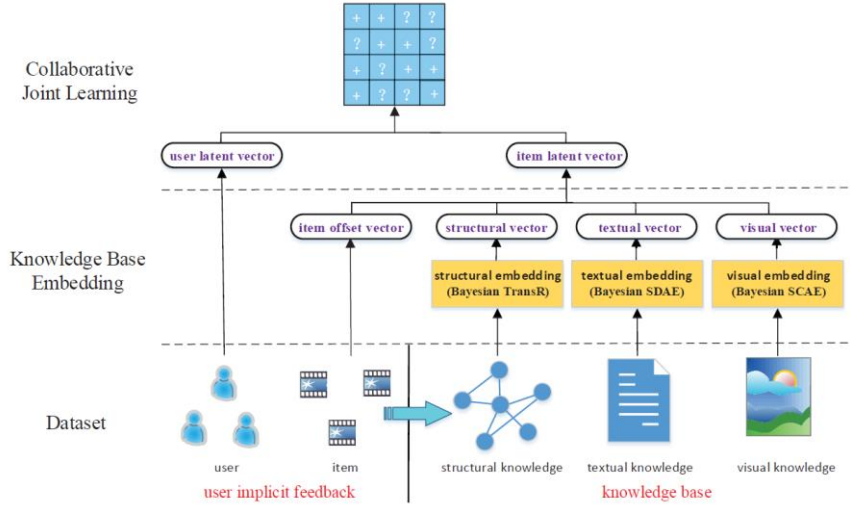 + + ? ?
? + + ?
+ ? + +
+ ? ? +
Collaborative
Joint Learning
user latent vector
item latent vector
item offset vector
structural vector
textual vector
visual vector
Knowledge Base
Embedding
structural embedding
(Bayesian TransR)
textual embedding
(Bayesian SDAE)
visual embedding
(Bayesian SCAE)
Dataset
user
item
structural knowledge
textual knowledge
visual knowledge
user implicit feedback
knowledge base